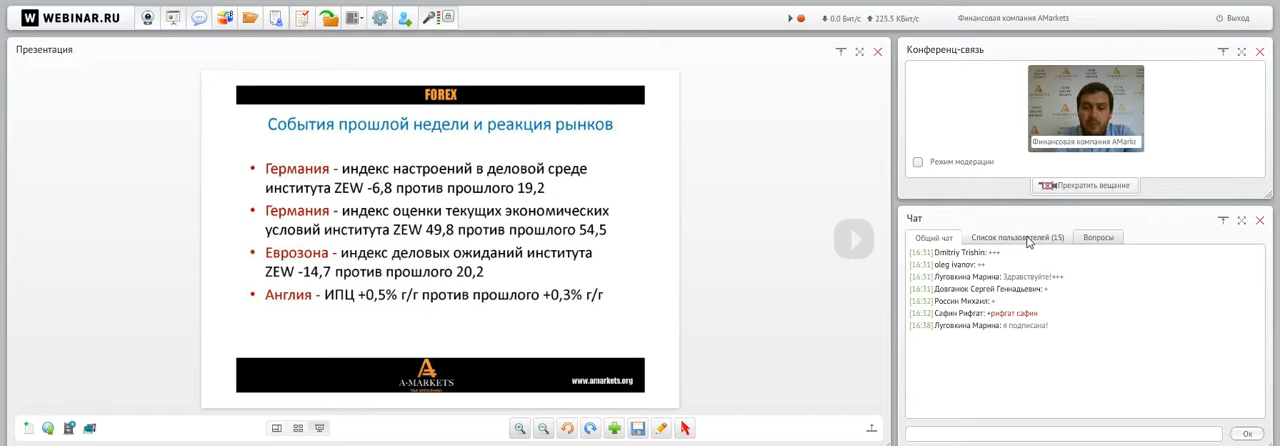 WEBINAR.RU
0.0 Бит/с 225.5 КБит/с
Финансовая компания AMarkets
Выход
Презентация
FOREX
События прошлой недели и реакция рынков
• Германия - индекс настроений в деловой среде
института ZEW -6,8 против прошлого 19,2
• Германия - индекс оценки текущих экономических
условий института ZEW 49,8 против прошлого 54,5
• Еврозона - индекс деловых ожиданий института
ZEW -14,7 против прошлого 20,2
• Англия - ИПЦ +0,5% г/г против прошлого +0,3% г/г
A-MARKETS
Your online broker!
www.amarkets.org
Конференц-связь
Финансовая компания AMarke
Режим модерации
Прекратить вещание
Чат
Общий чат Список пользователей (15) Вопросы
[16:31] Dmitriy Trishin: +++
[16:31] oleg ivanov: ++
[16:31] Луговкина Марина: Здравствуйте!+++
[16:31] Довганюк Сергей Геннадьевич: +
[16:32] Россин Михаил: +
[16:32] Сафин Рифгат: +рифгат сафин
[16:38] Луговкина Марина: я подписана!
Ок